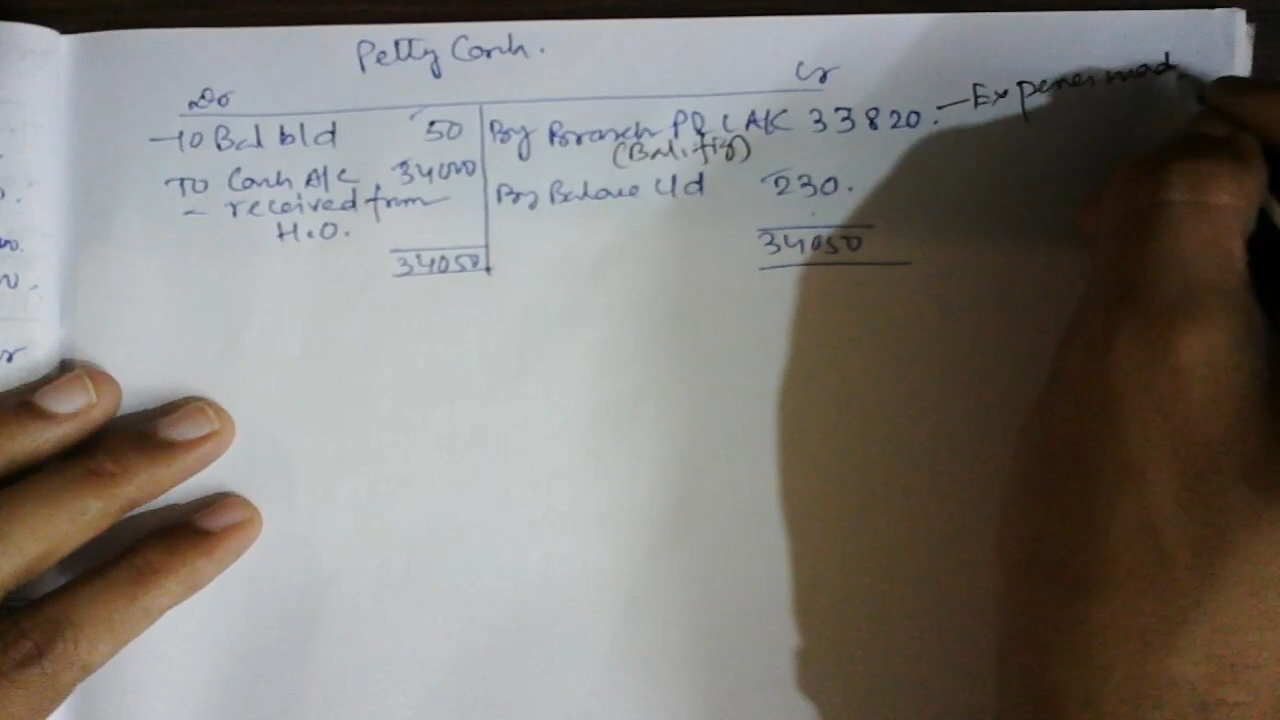 Petty Cash.
Dr Cr
To Bal b/d 50 By Branch P&L A/c 33820. - Expenses mad
(Bal. fig)
To Cash A/c 34000 By Balance c/d 230.
- received from
H.O.
34050 34050